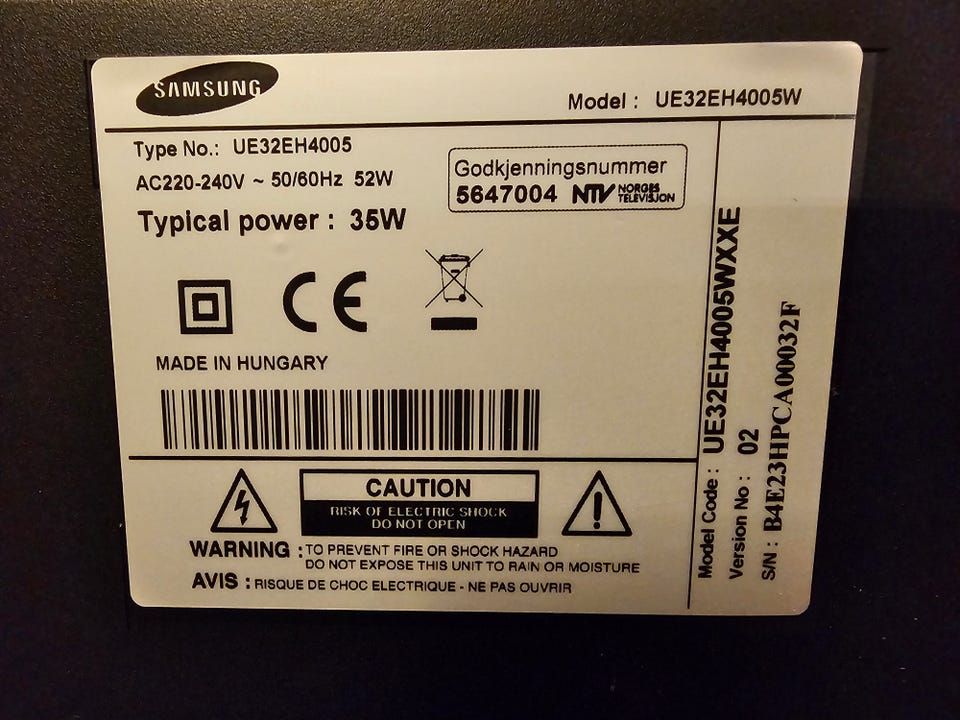 SAMSUNG
Model : UE32EH4005W
Type No.: UE32EH4005
AC220-240V ~ 50/60Hz 52W
Typical power : 35W
Godkjenningsnummer
5647004 NTV NORGES
TELEVISJON
CE
MADE IN HUNGARY
CAUTION
RISK OF ELECTRIC SHOCK
DO NOT OPEN
WARNING : TO PREVENT FIRE OR SHOCK HAZARD
DO NOT EXPOSE THIS UNIT TO RAIN OR MOISTURE
AVIS : RISQUE DE CHOC ELECTRIQUE - NE PAS OUVRIR
Model Code : UE32EH4005WXXE
Version No : 02
S/N : B4E23HPCA00032F